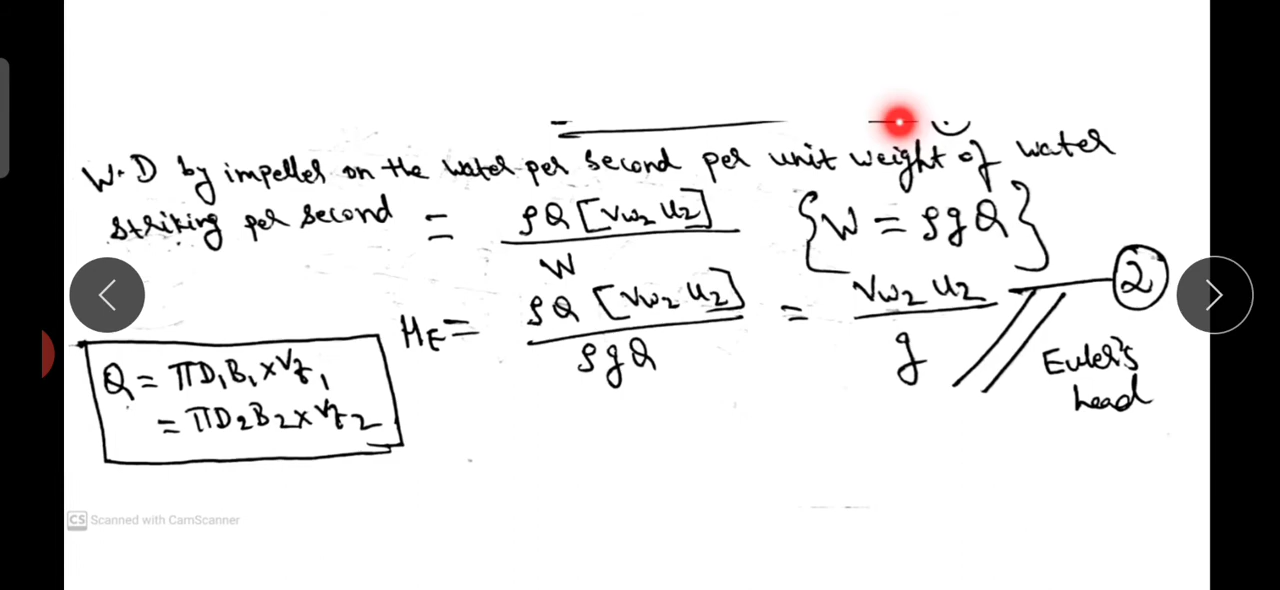 W.D by impeller on the water per second per unit weight of water
striking per second = ρQ [Vw₂ u₂] / W {W = ρgQ}
H_E = ρQ [Vw₂ u₂] / ρgQ = Vw₂ u₂ / g — ②
Euler's
head
Q = πD₁B₁ × Vf₁
= πD₂B₂ × Vf₂
CS Scanned with CamScanner